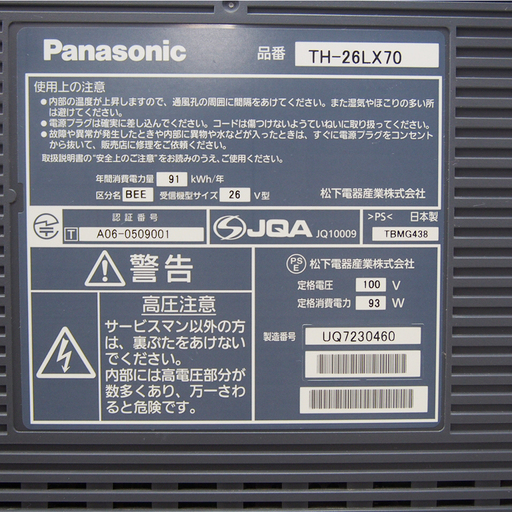 Panasonic 品番 TH-26LX70
使用上の注意
●内部の温度が上昇しますので、通風孔の周囲に間隔をあけてください。また湿気やほこりの多い所
は避けてください。
●電源プラグは確実に差し込んでください。コードは傷つけないようていねいに取り扱ってください。
●故障や異常が発生したときや内部に異物や水などが入ったときは、すぐに電源プラグをコンセント
から抜いて、販売店に修理をご依頼ください。
取扱説明書の"安全上のご注意"をお読みのうえ、ご使用ください。
年間消費電力量 91 kWh/年
区分名 BEE 受信機型サイズ 26 V型 松下電器産業株式会社
認証番号
T A06-0509001
JQA JQ10009
>PS< 日本製
TBMG438
警告
高圧注意
サービスマン以外の方
は、裏ぶたをあけない
でください。
内部には高電圧部分が
数多くあり、万一さわ
ると危険です。
PSE 松下電器産業株式会社
定格電圧 100 V
定格消費電力 93 W
製造番号 UQ7230460